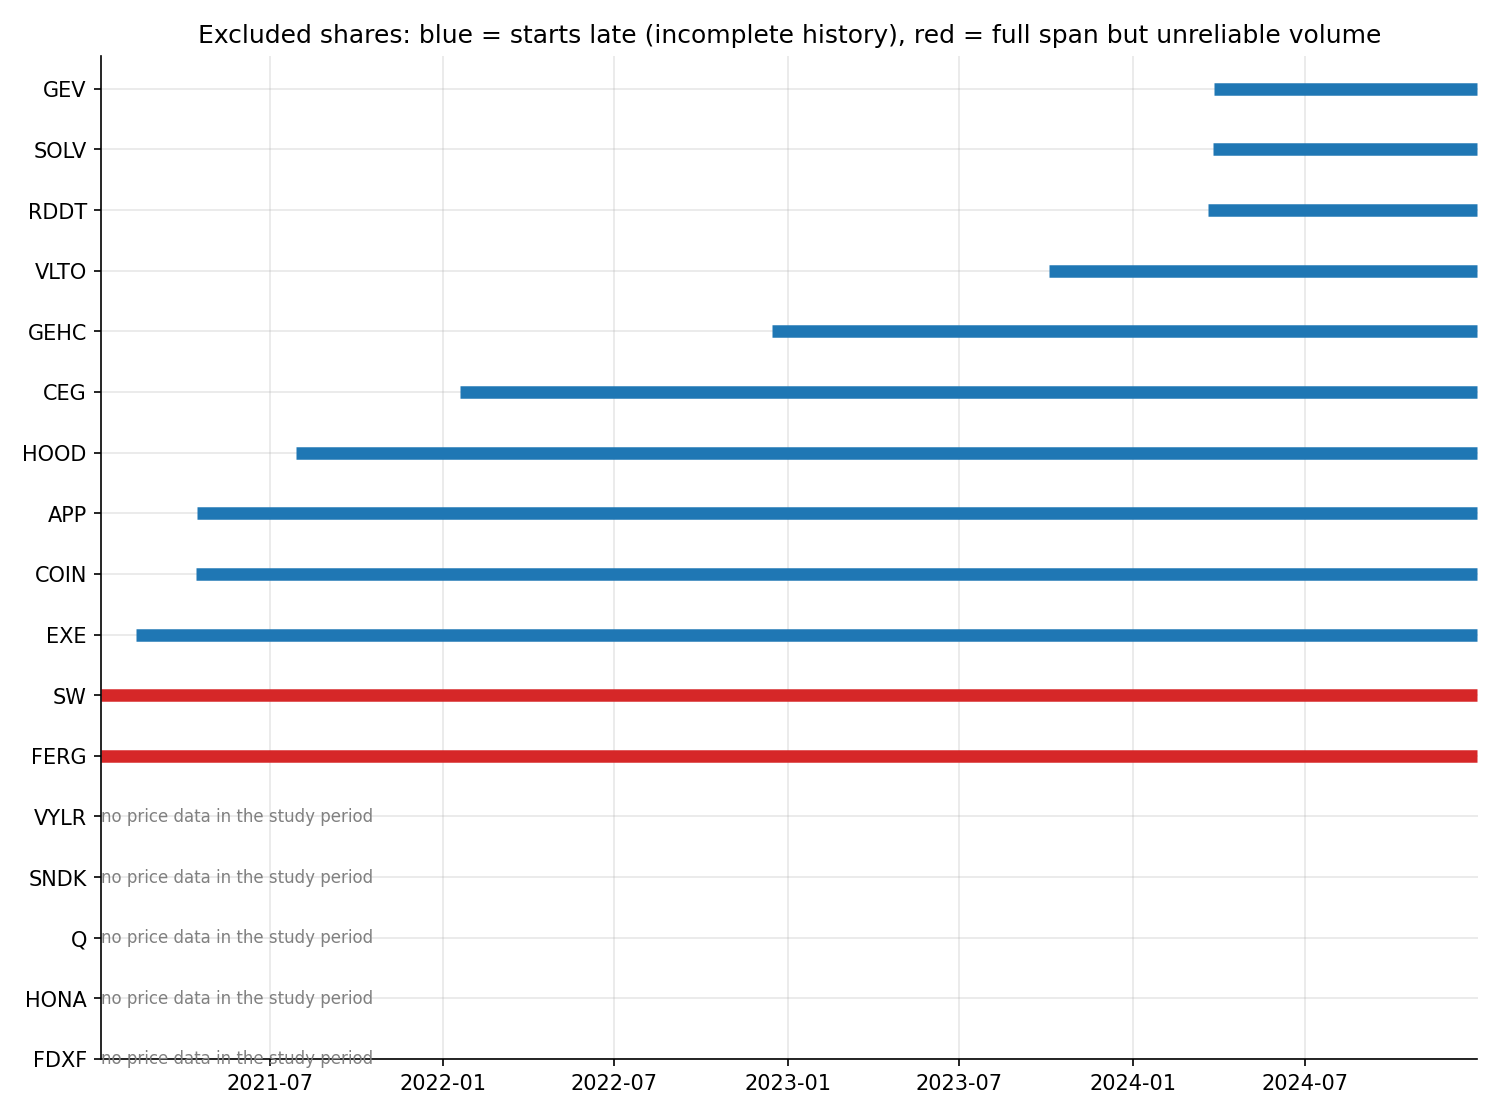 Excluded shares: blue = starts late (incomplete history), red = full span but unreliable volume
GEV
SOLV
RDDT
VLTO
GEHC
CEG
HOOD
APP
COIN
EXE
SW
FERG
VYLR no price data in the study period
SNDK no price data in the study period
Q no price data in the study period
HONA no price data in the study period
FDXF no price data in the study period
2021-07 2022-01 2022-07 2023-01 2023-07 2024-01 2024-07